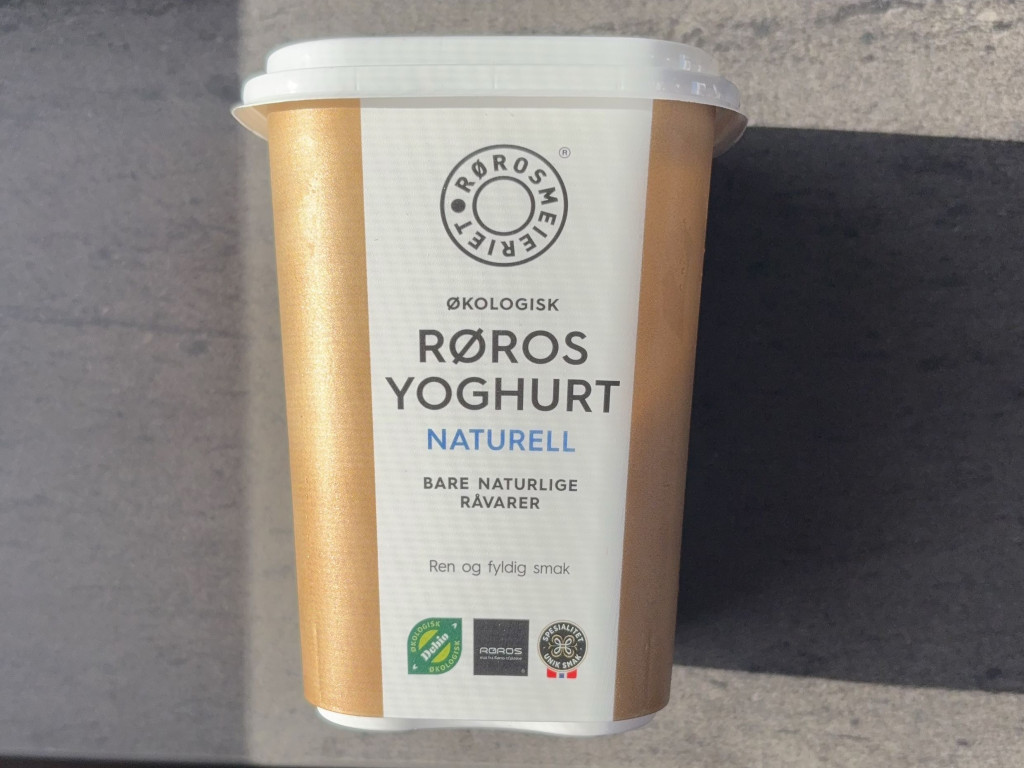 RØROSMEIERIET
®
ØKOLOGISK
RØROS
YOGHURT
NATURELL
BARE NATURLIGE
RÅVARER
Ren og fyldig smak
ØKOLOGISK
Debio
ØKOLOGISK
RØROS
SPESIALITET
UNIK SMAK